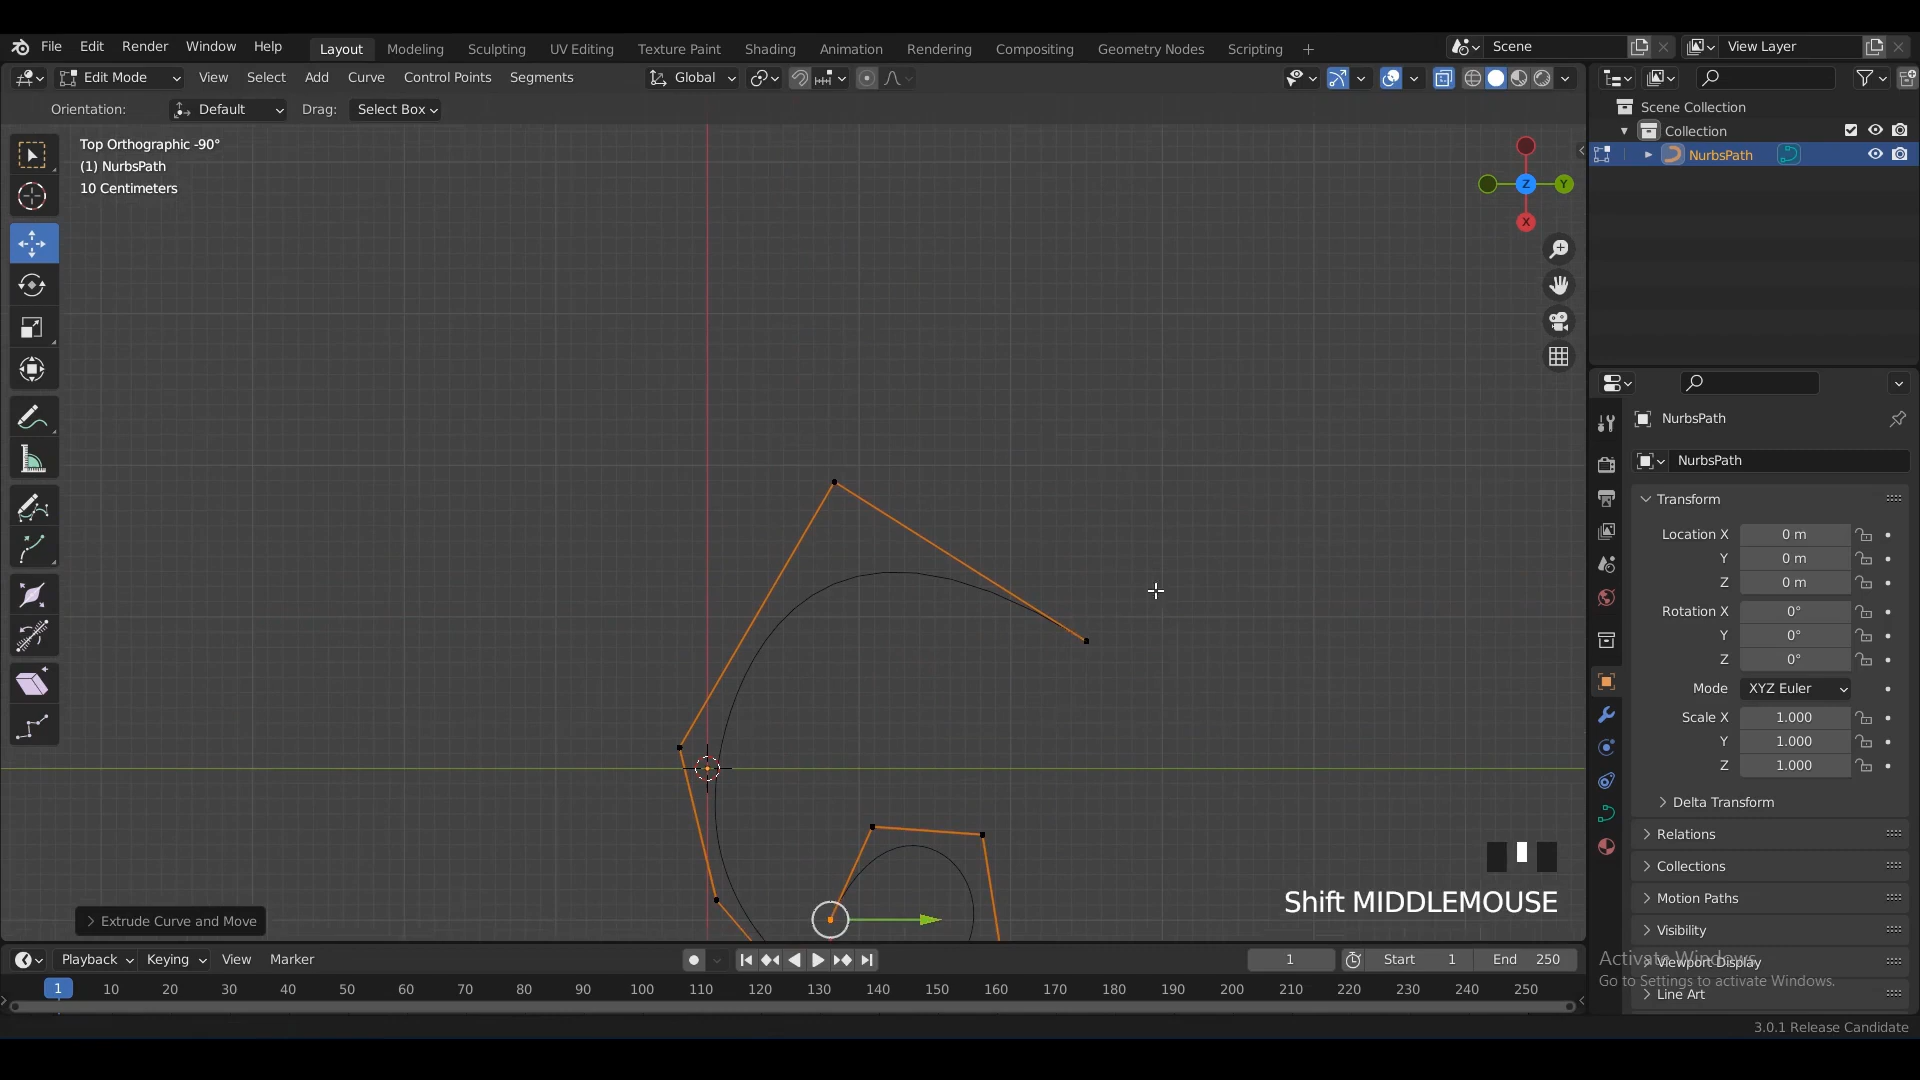 File Edit Render Window Help Layout Modeling Sculpting UV Editing Texture Paint Shading Animation Rendering Compositing Geometry Nodes Scripting + Scene View Layer
Edit Mode View Select Add Curve Control Points Segments Global
Orientation: Default Drag: Select Box
Top Orthographic -90°
(1) NurbsPath
10 Centimeters
Z
Y
X
Scene Collection
Collection
NurbsPath
NurbsPath
NurbsPath
Transform
Location X 0 m
Y 0 m
Z 0 m
Rotation X 0°
Y 0°
Z 0°
Mode XYZ Euler
Scale X 1.000
Y 1.000
Z 1.000
Delta Transform
Relations
Collections
Motion Paths
Visibility
Viewport Display
Line Art
Activate Windows
Go to Settings to activate Windows.
Shift MIDDLEMOUSE
Extrude Curve and Move
Playback Keying View Marker 1 Start 1 End 250
1 10 20 30 40 50 60 70 80 90 100 110 120 130 140 150 160 170 180 190 200 210 220 230 240 250
3.0.1 Release Candidate